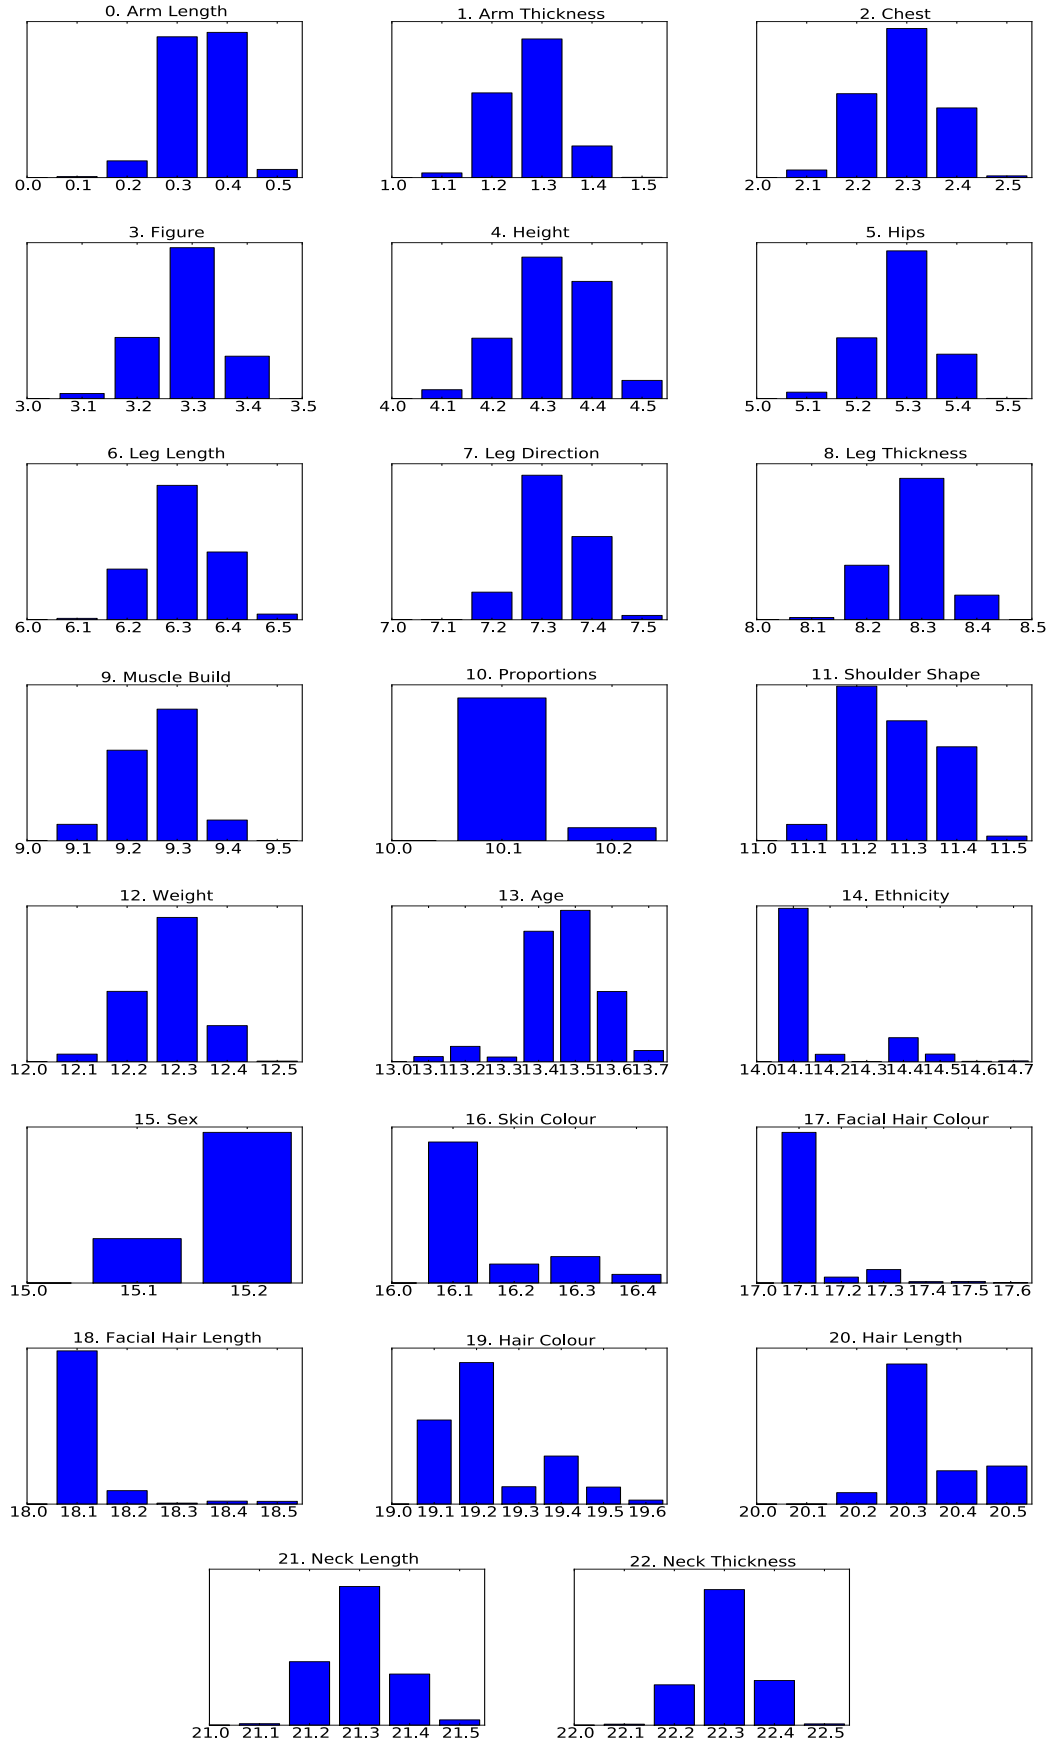 0. Arm Length
1. Arm Thickness
2. Chest
0.0 0.1 0.2 0.3 0.4 0.5
1.0 1.1 1.2 1.3 1.4 1.5
2.0 2.1 2.2 2.3 2.4 2.5
3. Figure
4. Height
5. Hips
3.0 3.1 3.2 3.3 3.4 3.5
4.0 4.1 4.2 4.3 4.4 4.5
5.0 5.1 5.2 5.3 5.4 5.5
6. Leg Length
7. Leg Direction
8. Leg Thickness
6.0 6.1 6.2 6.3 6.4 6.5
7.0 7.1 7.2 7.3 7.4 7.5
8.0 8.1 8.2 8.3 8.4 8.5
9. Muscle Build
10. Proportions
11. Shoulder Shape
9.0 9.1 9.2 9.3 9.4 9.5
10.0 10.1 10.2
11.0 11.1 11.2 11.3 11.4 11.5
12. Weight
13. Age
14. Ethnicity
12.0 12.1 12.2 12.3 12.4 12.5
13.0 13.1 13.2 13.3 13.4 13.5 13.6 13.7
14.0 14.1 14.2 14.3 14.4 14.5 14.6 14.7
15. Sex
16. Skin Colour
17. Facial Hair Colour
15.0 15.1 15.2
16.0 16.1 16.2 16.3 16.4
17.0 17.1 17.2 17.3 17.4 17.5 17.6
18. Facial Hair Length
19. Hair Colour
20. Hair Length
18.0 18.1 18.2 18.3 18.4 18.5
19.0 19.1 19.2 19.3 19.4 19.5 19.6
20.0 20.1 20.2 20.3 20.4 20.5
21. Neck Length
22. Neck Thickness
21.0 21.1 21.2 21.3 21.4 21.5
22.0 22.1 22.2 22.3 22.4 22.5